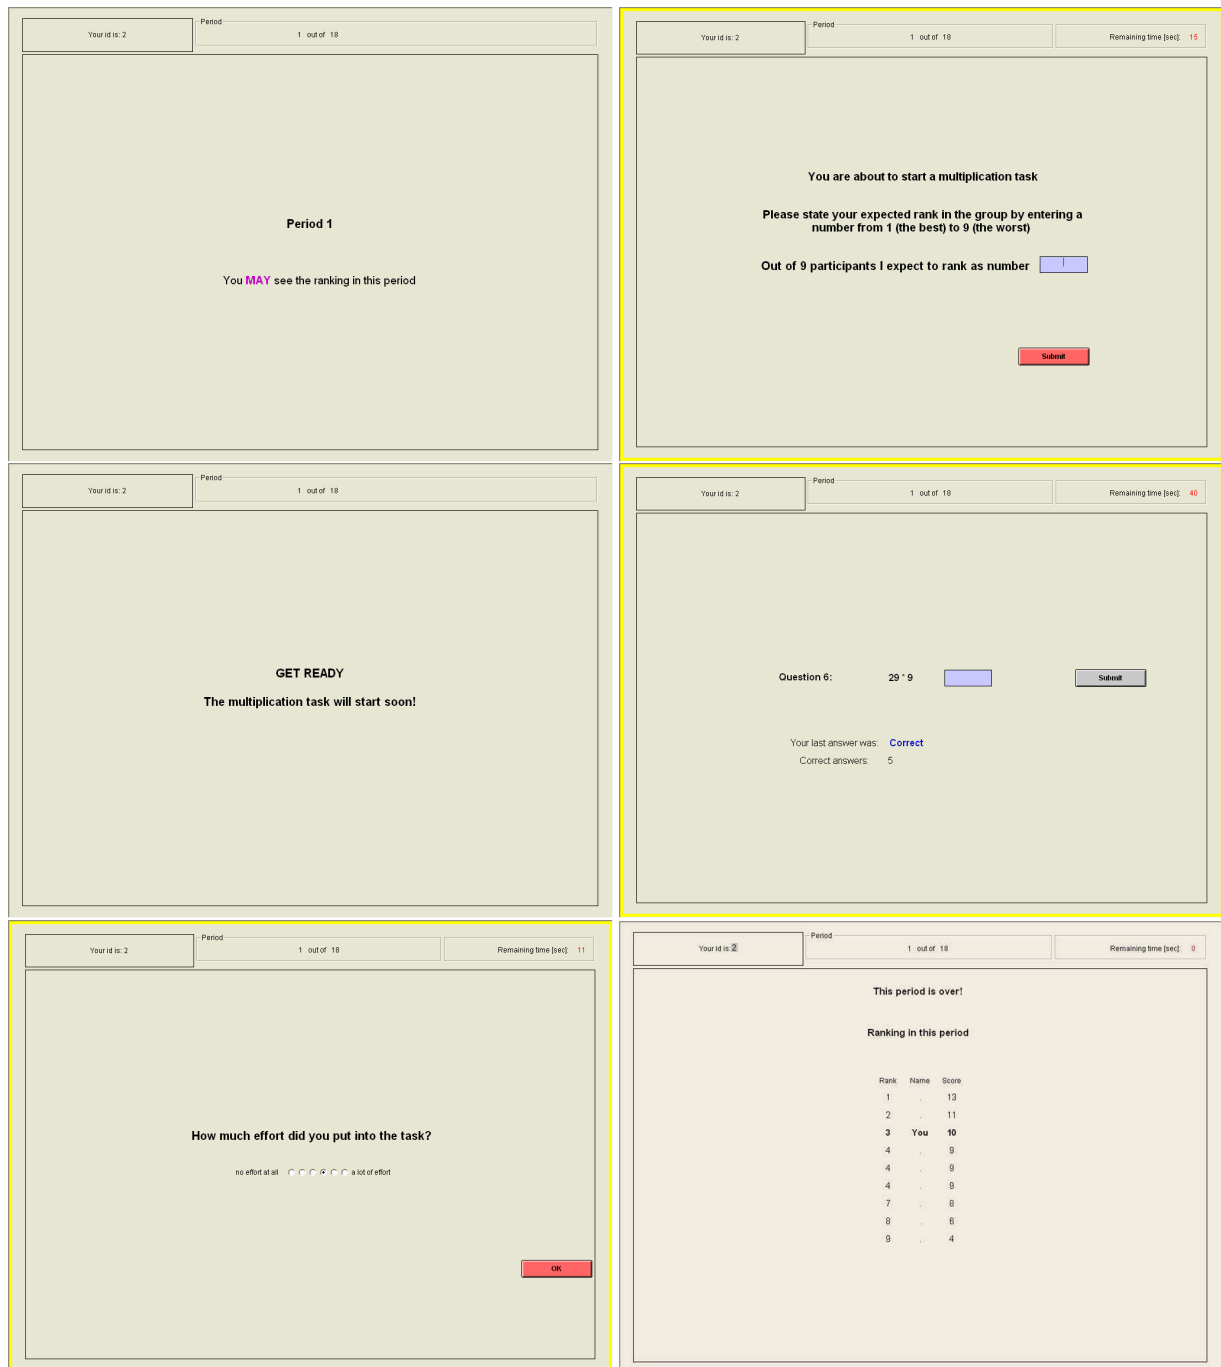 Your id is: 2
Period
1 out of 18
Period 1
You MAY see the ranking in this period
Your id is: 2
Period
1 out of 18
Remaining time [sec]: 15
You are about to start a multiplication task
Please state your expected rank in the group by entering a
number from 1 (the best) to 9 (the worst)
Out of 9 participants I expect to rank as number
Submit
Your id is: 2
Period
1 out of 18
GET READY
The multiplication task will start soon!
Your id is: 2
Period
1 out of 18
Remaining time [sec]: 40
Question 6: 29 * 9 Submit
Your last answer was: Correct
Correct answers: 5
Your id is: 2
Period
1 out of 18
Remaining time [sec]: 11
How much effort did you put into the task?
no effort at all a lot of effort
OK
Your id is: 2
Period
1 out of 18
Remaining time [sec]: 0
This period is over!
Ranking in this period
Rank Name Score
1 . 13
2 . 11
3 You 10
4 . 9
4 . 9
4 . 9
7 . 8
8 . 6
9 . 4